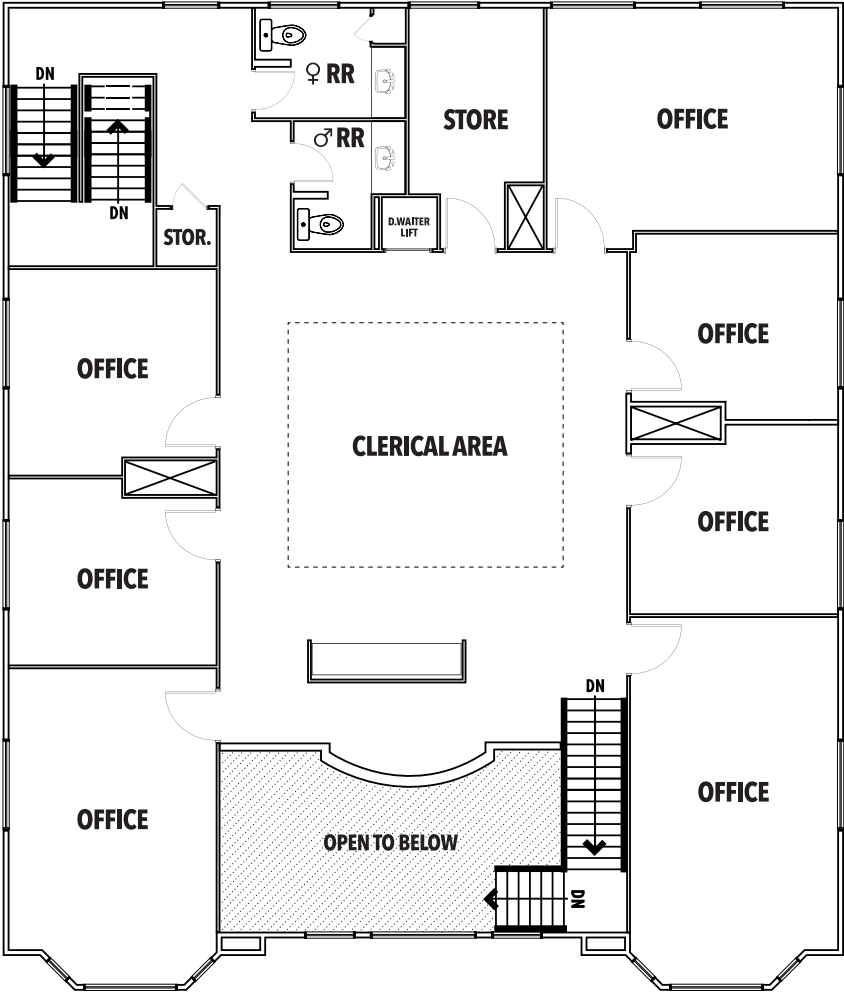 DN
DN
STOR.
♀ RR
♂ RR
STORE
D.WAITER
LIFT
OFFICE
OFFICE
OFFICE
CLERICAL AREA
OFFICE
OFFICE
OFFICE
DN
OFFICE
OPEN TO BELOW
DN
OFFICE